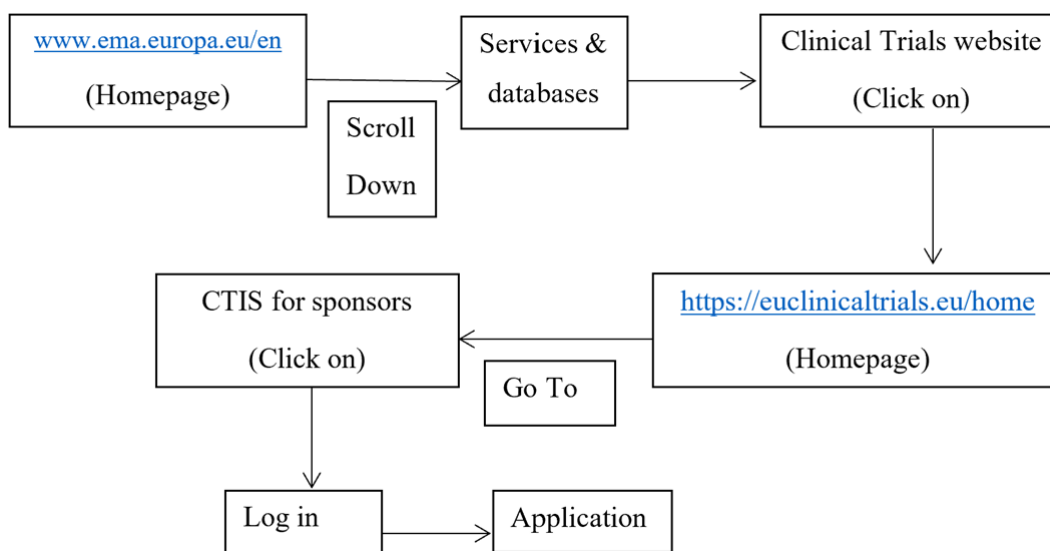 www.ema.europa.eu/en
(Homepage)
Scroll
Down
Services &
databases
Clinical Trials website
(Click on)
https://euclinicaltrials.eu/home
(Homepage)
Go To
CTIS for sponsors
(Click on)
Log in
Application